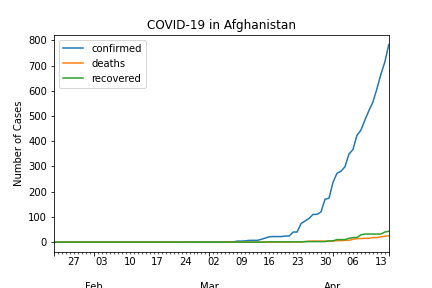 COVID-19 in Afghanistan
confirmed
deaths
recovered
Number of Cases
800
700
600
500
400
300
200
100
0
27 03 10 17 24 02 09 16 23 30 06 13
Feb Mar Apr